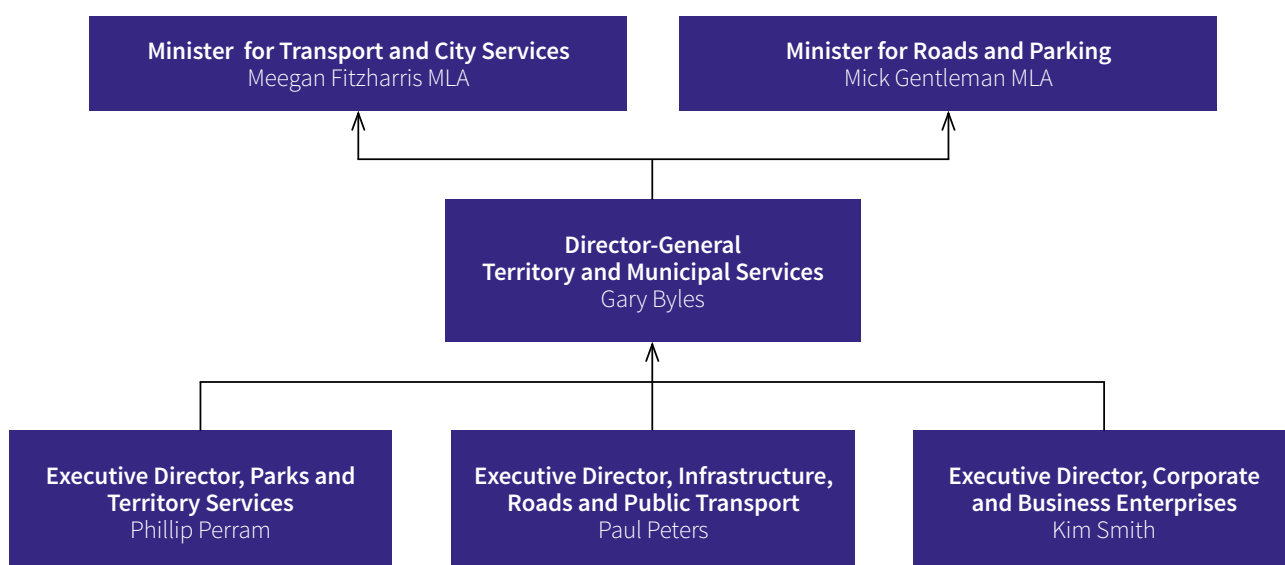 Minister for Transport and City Services
Meegan Fitzharris MLA
Minister for Roads and Parking
Mick Gentleman MLA
Director-General
Territory and Municipal Services
Gary Byles
Executive Director, Parks and
Territory Services
Phillip Perram
Executive Director, Infrastructure,
Roads and Public Transport
Paul Peters
Executive Director, Corporate
and Business Enterprises
Kim Smith